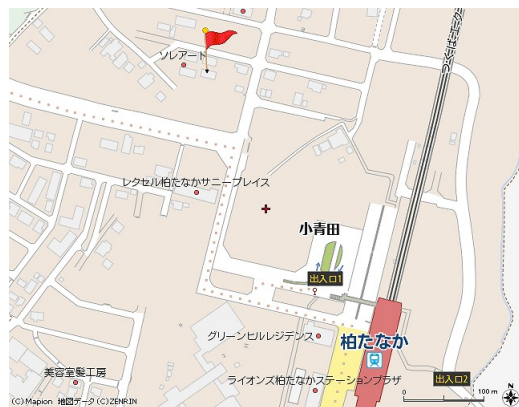 ソレアート
つくばエクスプ
レクセル柏たなかサニープレイス
小青田
出入口1
グリーンヒルレジデンス
柏たなか
美容室髪工房
ライオンズ柏たなかステーションプラザ
出入口2
100 m
(C)Mapion 地図データ(C)ZENRIN